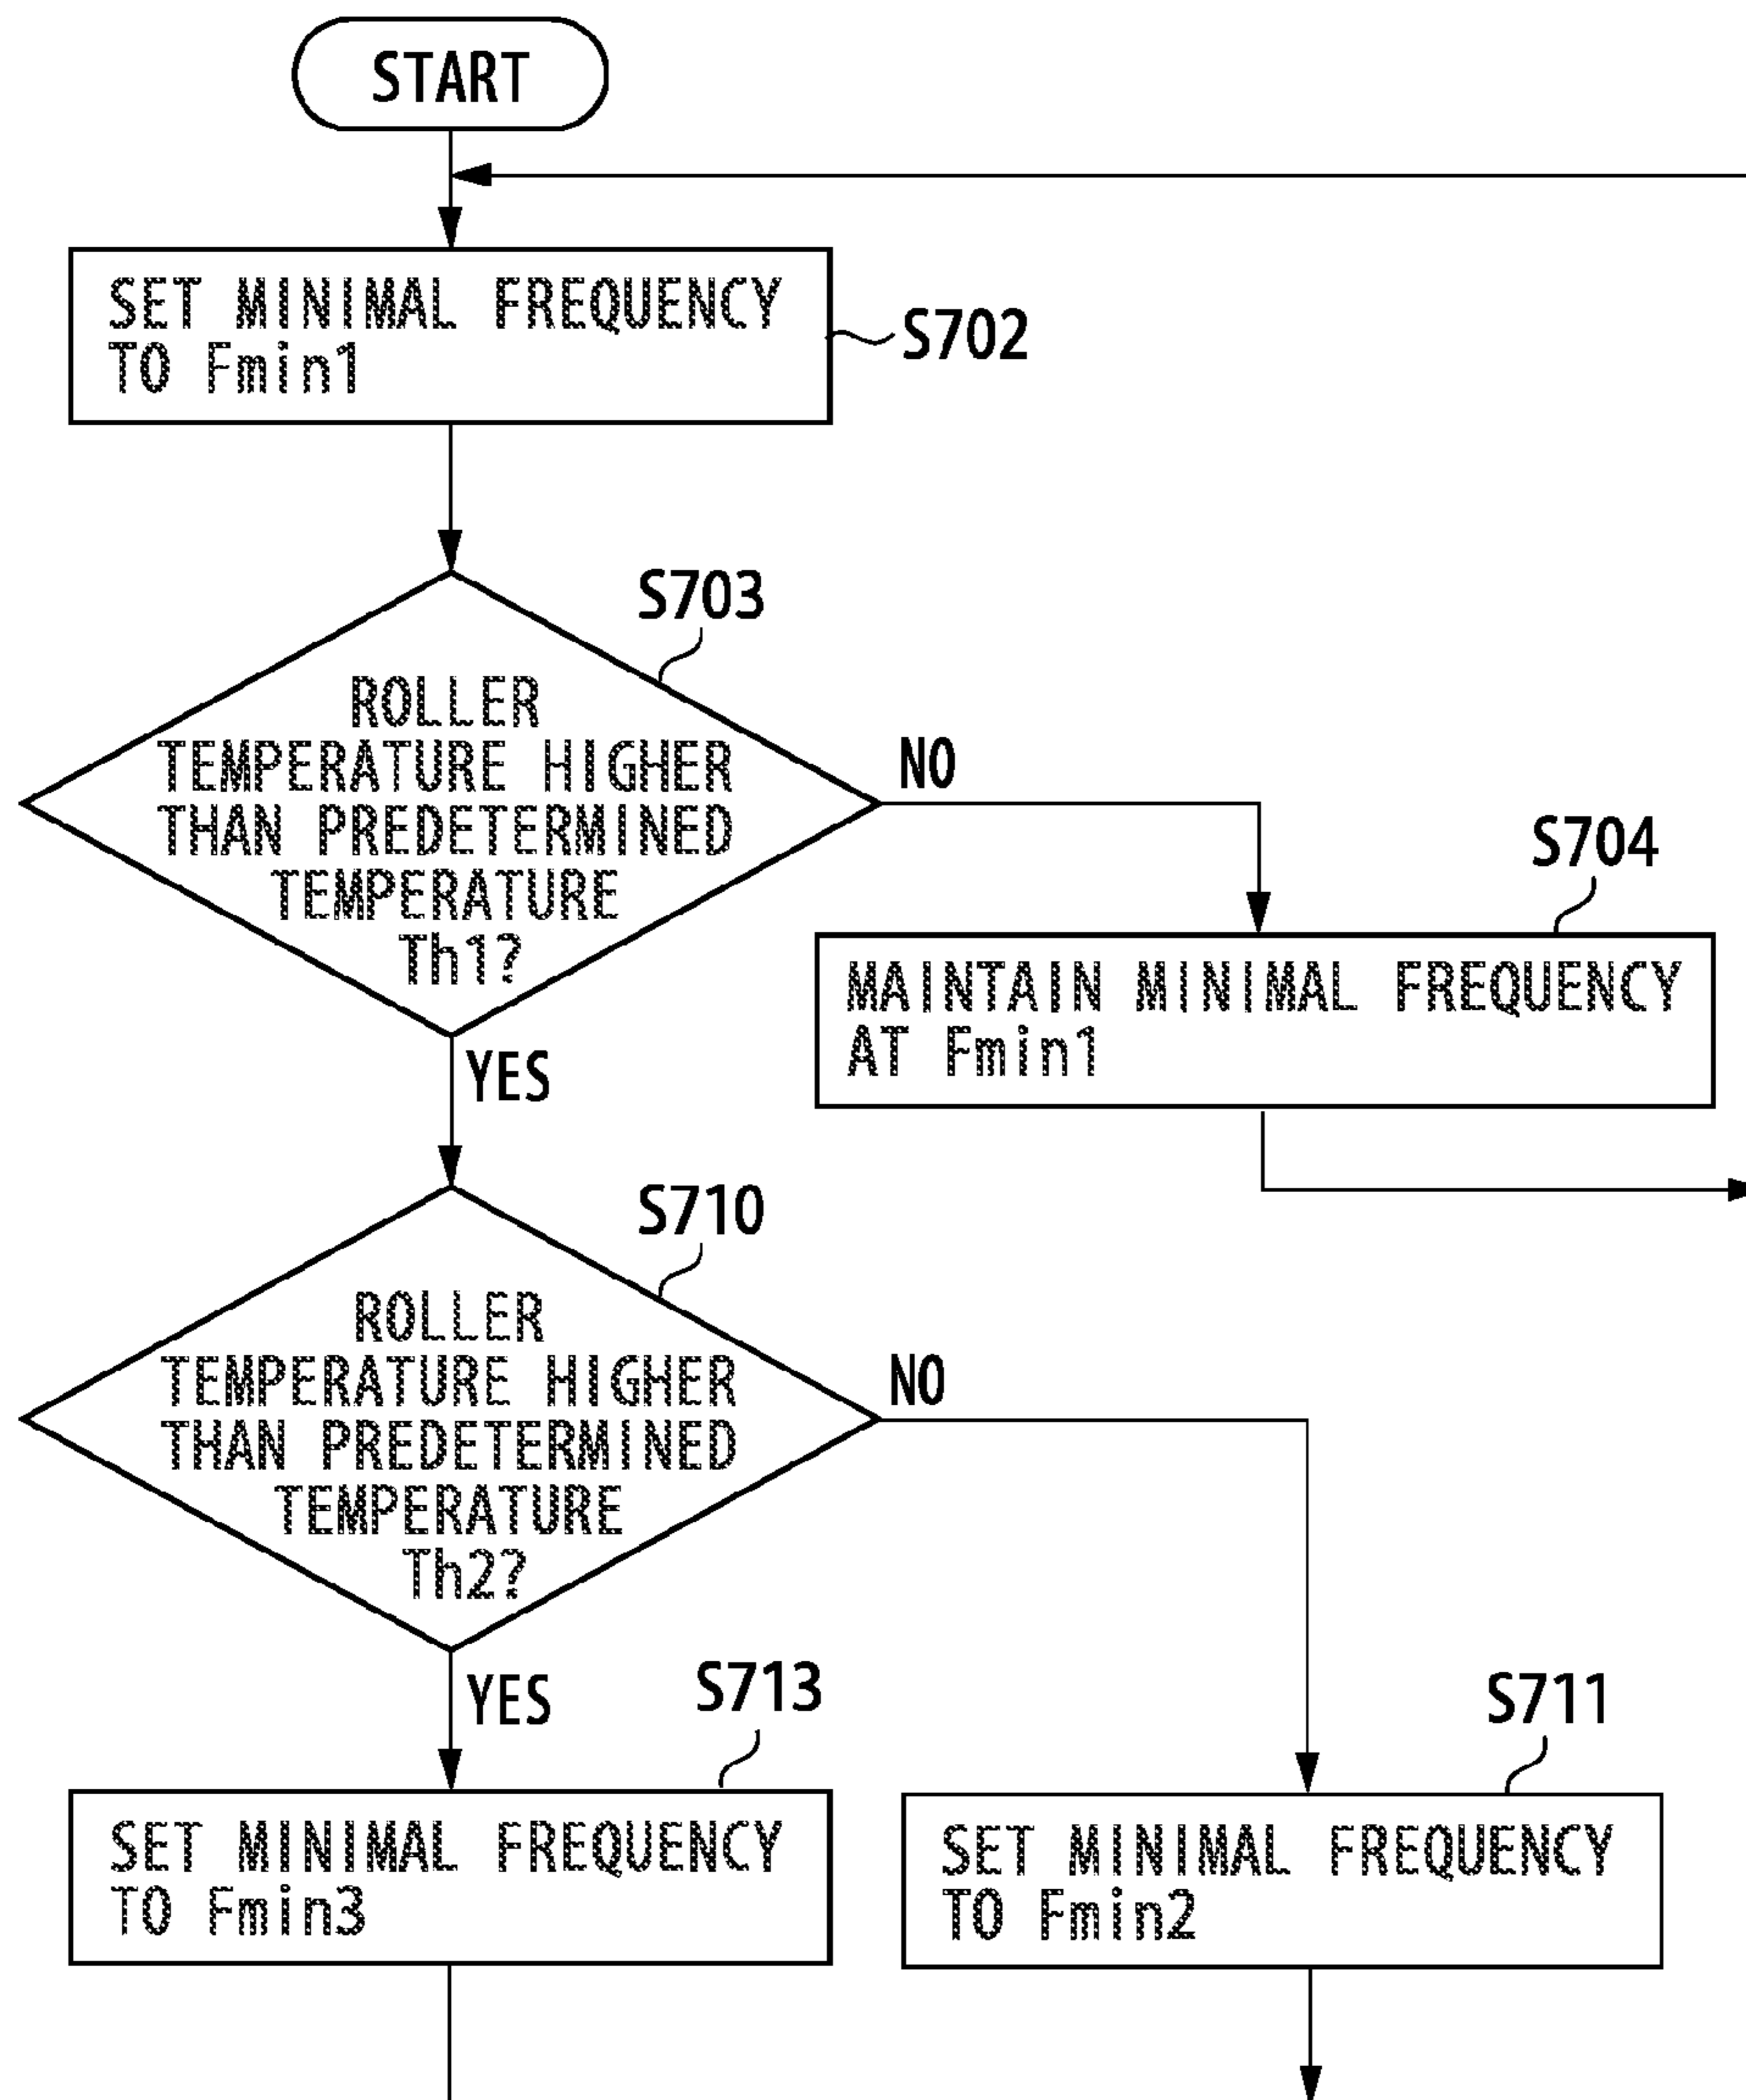 START
SET MINIMAL FREQUENCY
TO Fmin1
S702
S703
ROLLER
TEMPERATURE HIGHER
THAN PREDETERMINED
TEMPERATURE
Th1?
NO
YES
S704
MAINTAIN MINIMAL FREQUENCY
AT Fmin1
S710
ROLLER
TEMPERATURE HIGHER
THAN PREDETERMINED
TEMPERATURE
Th2?
NO
YES
S713
SET MINIMAL FREQUENCY
TO Fmin3
S711
SET MINIMAL FREQUENCY
TO Fmin2